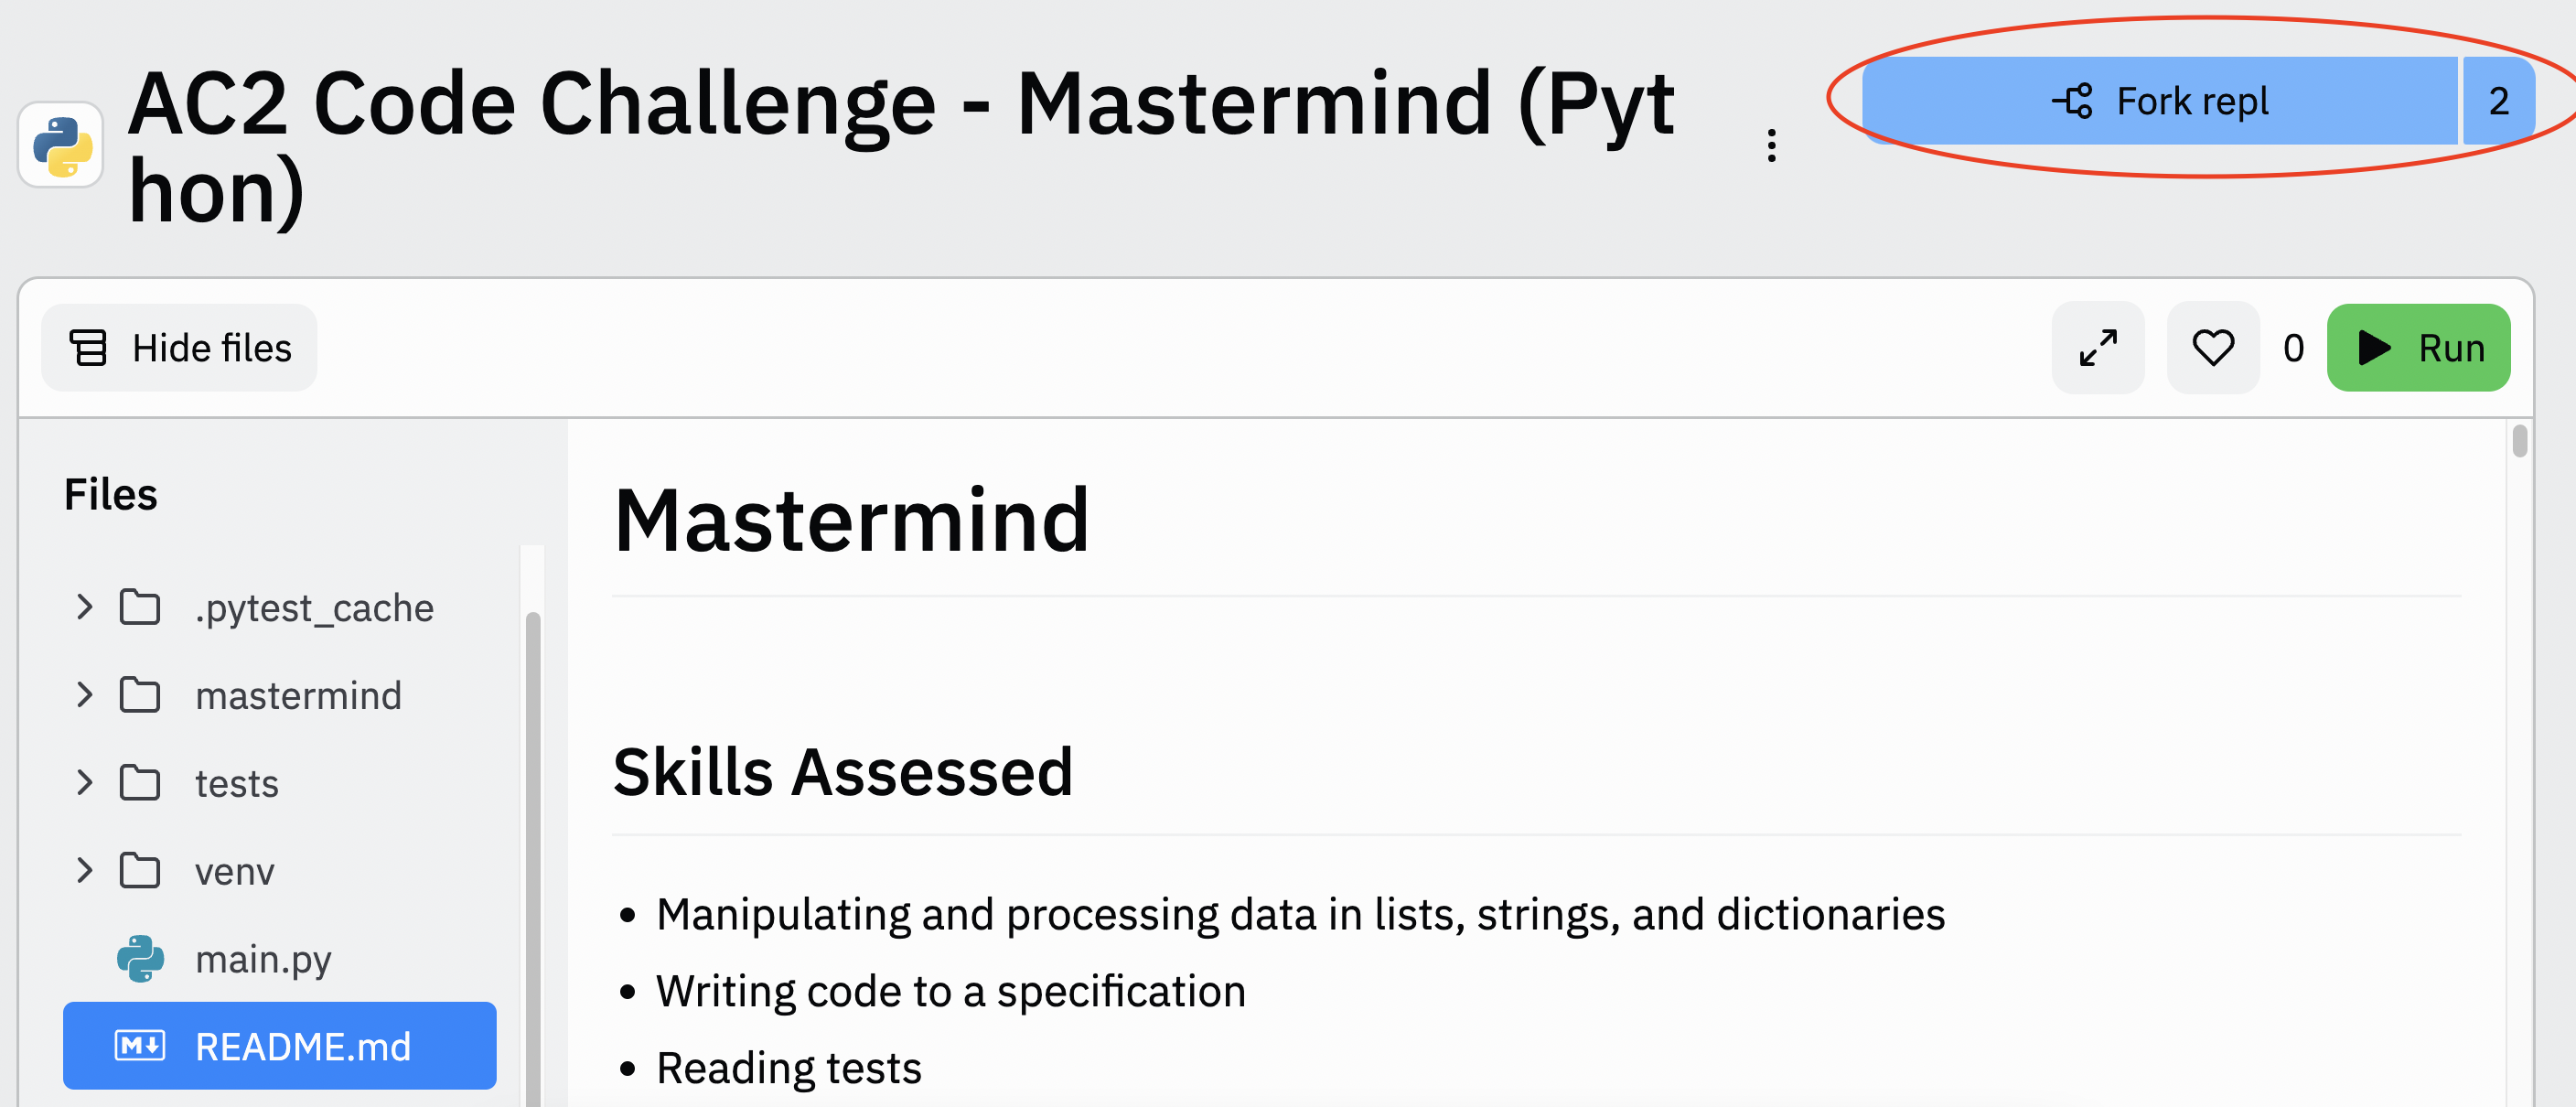 AC2 Code Challenge - Mastermind (Pyt
hon)
Fork repl
2
Hide files
0
Run
Files
.pytest_cache
mastermind
tests
venv
main.py
M README.md
Mastermind
Skills Assessed
• Manipulating and processing data in lists, strings, and dictionaries
• Writing code to a specification
• Reading tests